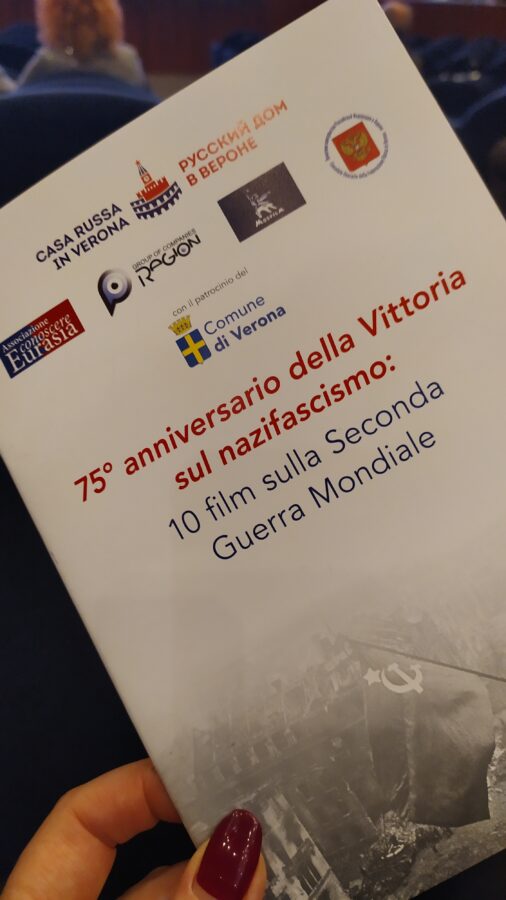 CASA RUSSA
IN VERONA
РУССКИЙ ДОМ
В ВЕРОНЕ
GROUP OF COMPANIES
REGION
Associazione
conoscere
Eurasia
con il patrocinio del
Comune
di Verona
75° anniversario della Vittoria
sul nazifascismo:
10 film sulla Seconda
Guerra Mondiale